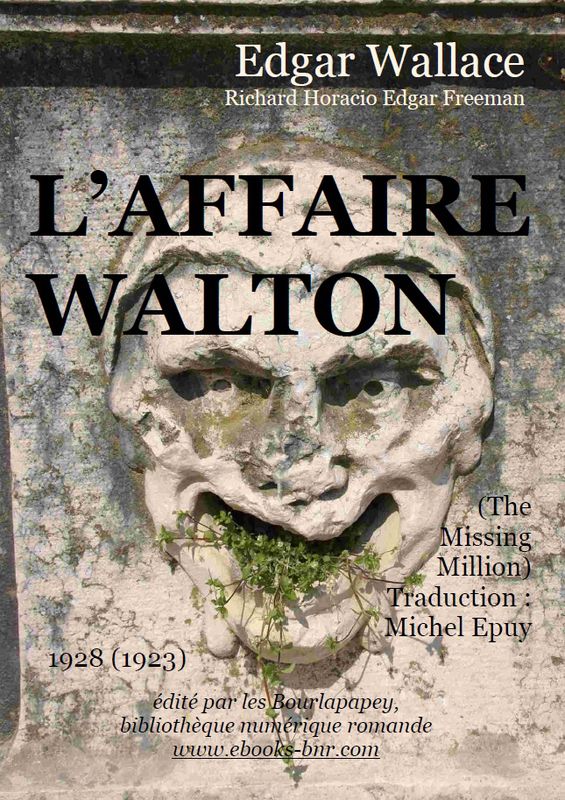 Edgar Wallace
Richard Horacio Edgar Freeman
L’AFFAIRE
WALTON
(The
Missing
Million)
Traduction :
Michel Epuy
1928 (1923)
édité par les Bourlapapey,
bibliothèque numérique romande
www.ebooks-bnr.com